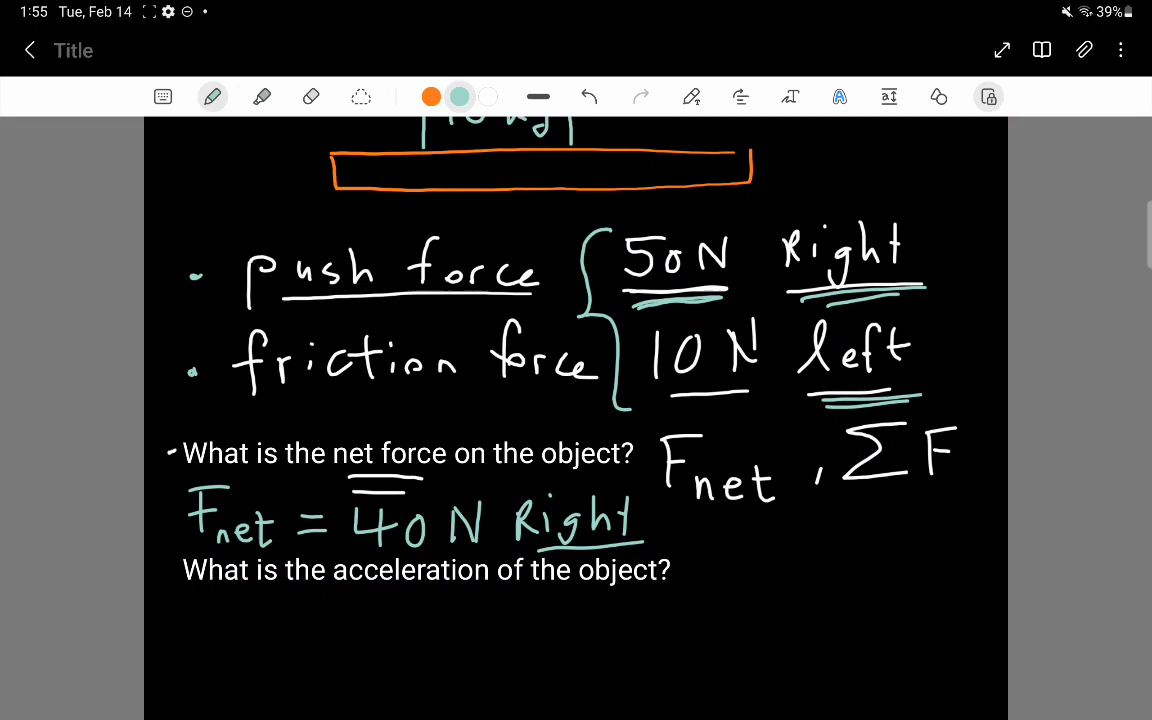 1:55 Tue, Feb 14
39%
Title
push force 50N Right
friction force 10 N left
What is the net force on the object? Fnet , ΣF
Fnet = 40 N Right
What is the acceleration of the object?